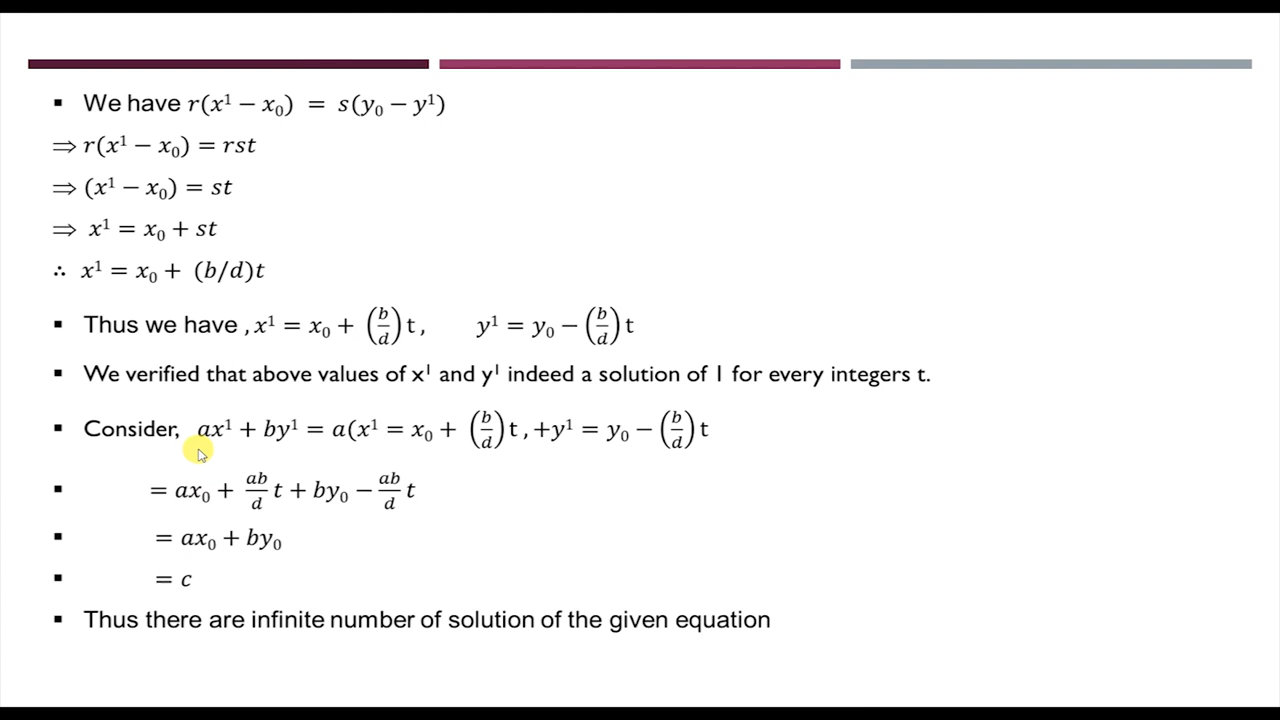 ▪ We have r(x¹ − x₀) = s(y₀ − y¹)
⇒ r(x¹ − x₀) = rst
⇒ (x¹ − x₀) = st
⇒ x¹ = x₀ + st
∴ x¹ = x₀ + (b/d)t
▪ Thus we have , x¹ = x₀ + (b/d)t , y¹ = y₀ − (b/d)t
▪ We verified that above values of x¹ and y¹ indeed a solution of 1 for every integers t.
▪ Consider, ax¹ + by¹ = a(x¹ = x₀ + (b/d)t , +y¹ = y₀ − (b/d)t
▪ = ax₀ + ab/d t + by₀ − ab/d t
▪ = ax₀ + by₀
▪ = c
▪ Thus there are infinite number of solution of the given equation